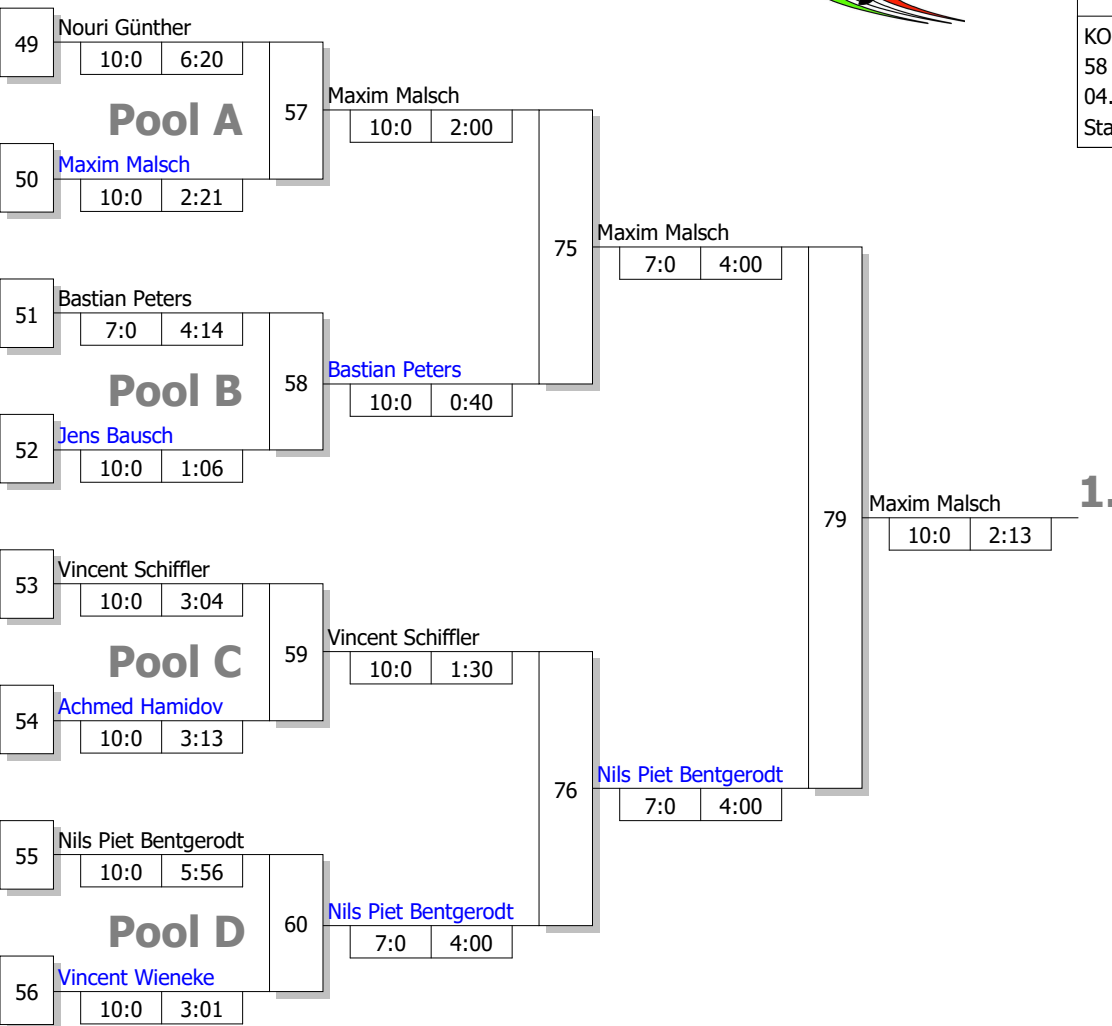 KO
58
04.
Sta
49
Nouri Günther
10:0 6:20
Pool A
57
Maxim Malsch
10:0 2:00
50
Maxim Malsch
10:0 2:21
75
Maxim Malsch
7:0 4:00
51
Bastian Peters
7:0 4:14
Pool B
58
Bastian Peters
10:0 0:40
52
Jens Bausch
10:0 1:06
79
Maxim Malsch
10:0 2:13
1.
53
Vincent Schiffler
10:0 3:04
Pool C
59
Vincent Schiffler
10:0 1:30
54
Achmed Hamidov
10:0 3:13
76
Nils Piet Bentgerodt
7:0 4:00
55
Nils Piet Bentgerodt
10:0 5:56
Pool D
60
Nils Piet Bentgerodt
7:0 4:00
56
Vincent Wieneke
10:0 3:01